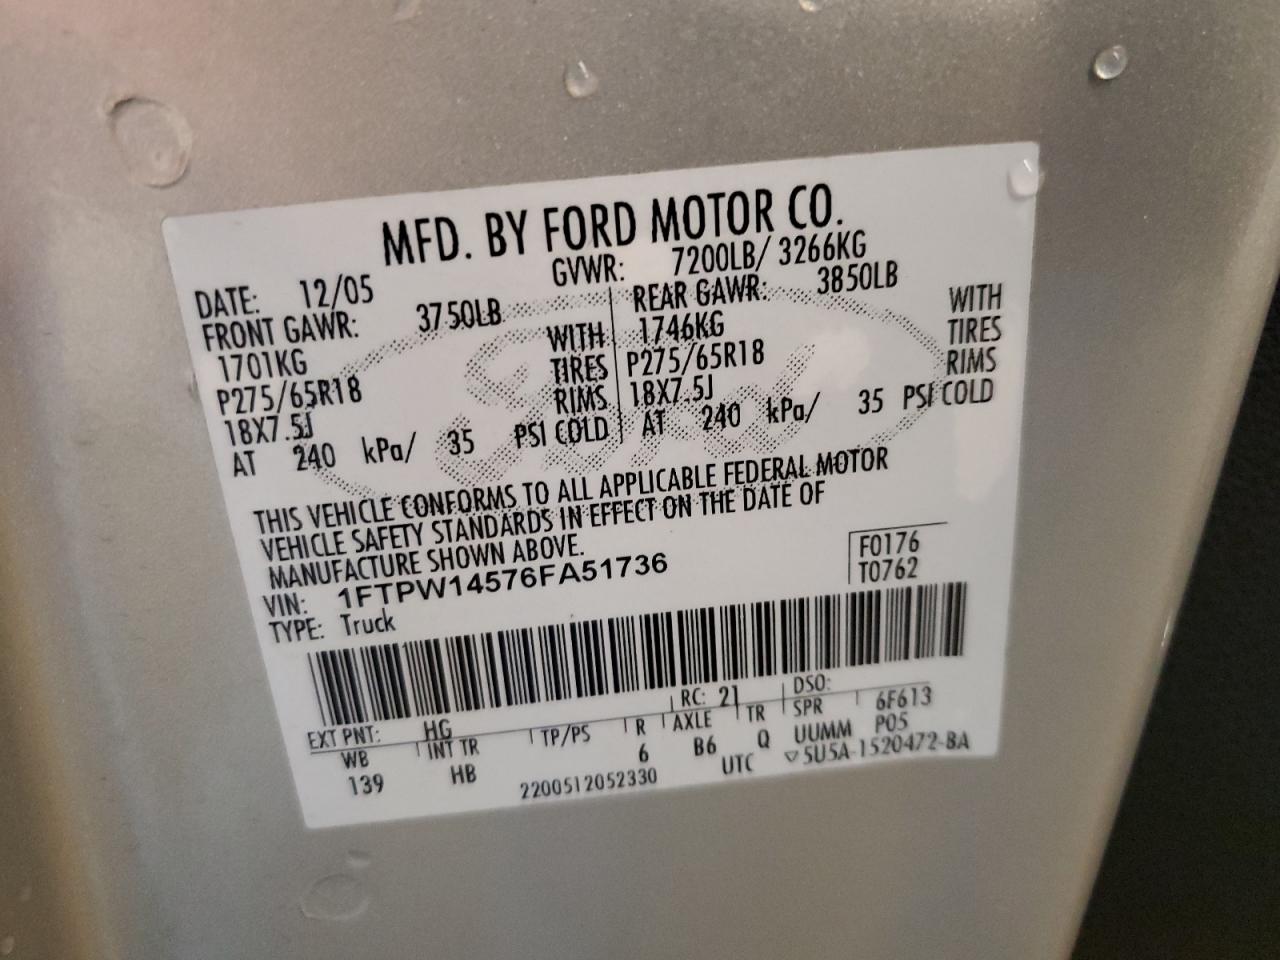 MFD. BY FORD MOTOR CO.
DATE: 12/05 GVWR: 7200LB/ 3266KG
FRONT GAWR: 3750LB REAR GAWR: 3850LB
1701KG WITH 1746KG WITH
P275/65R18 TIRES P275/65R18 TIRES
18X7.5J RIMS 18X7.5J RIMS
AT 240 kPa/ 35 PSI COLD AT 240 kPa/ 35 PSI COLD
THIS VEHICLE CONFORMS TO ALL APPLICABLE FEDERAL MOTOR
VEHICLE SAFETY STANDARDS IN EFFECT ON THE DATE OF
MANUFACTURE SHOWN ABOVE.
F0176
VIN: 1FTPW14576FA51736
T0762
TYPE: Truck
EXT PNT: HG RC: 21 DSO:
WB INT TR TP/PS R AXLE TR SPR 6F613
139 HB 6 B6 Q UUMM P05
2200512052330 UTC ▽5U5A-1520472-BA